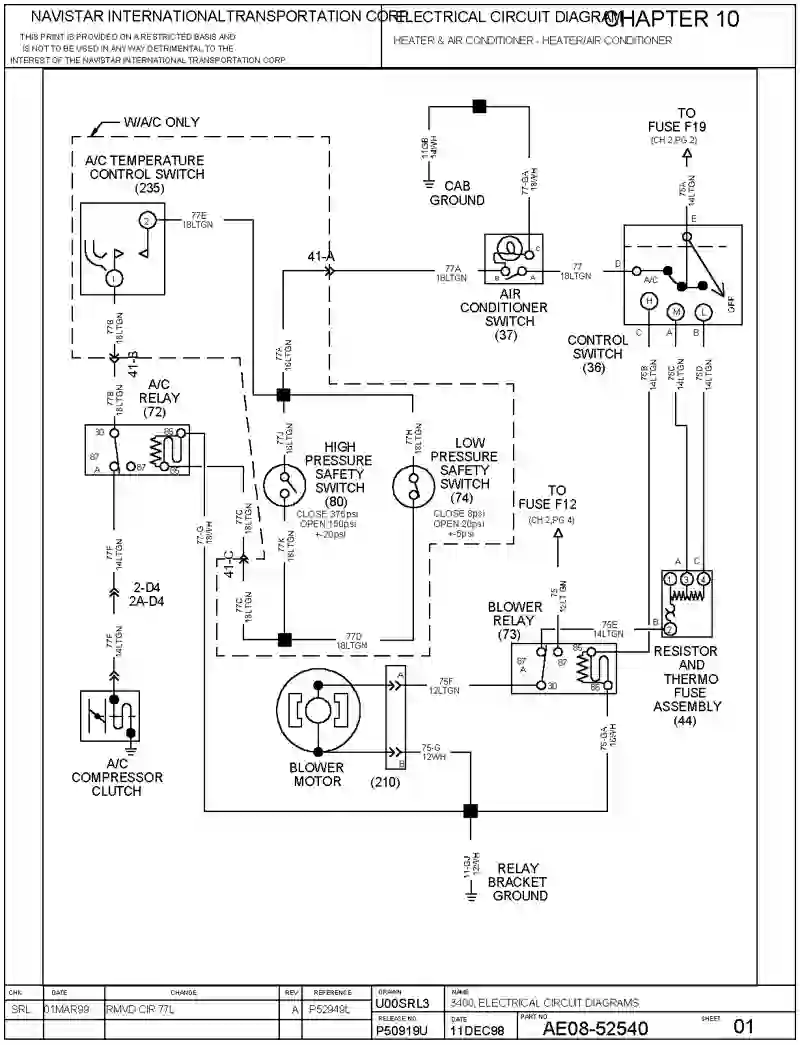 NAVISTAR INTERNATIONAL TRANSPORTATION CORP.
THIS PRINT IS PROVIDED ON A RESTRICTED BASIS AND
IS NOT TO BE USED IN ANY WAY DETRIMENTAL TO THE
INTEREST OF THE NAVISTAR INTERNATIONAL TRANSPORTATION CORP.
ELECTRICAL CIRCUIT DIAGRAM
CHAPTER 10
HEATER & AIR CONDITIONER - HEATER/AIR CONDITIONER
W/A/C ONLY
A/C TEMPERATURE
CONTROL SWITCH
(235)
2
77E
18LTGN
1
77B
18LTGN
41-B
77B
18LTGN
11GB
14WH
CAB
GROUND
77-GA
18WH
TO
FUSE F19
(CH 2,PG 2)
75A
14LTGN
E
41-A
77A
18LTGN
C
B
A
77
18LTGN
D
A/C
OFF
H
M
L
C
A
B
AIR
CONDITIONER
SWITCH
(37)
CONTROL
SWITCH
(36)
75B
14LTGN
75C
14LTGN
75D
14LTGN
77A
18LTGN
A/C
RELAY
(72)
30
86
87
A
87
85
77J
18LTGN
77H
18LTGN
HIGH
PRESSURE
SAFETY
SWITCH
(80)
CLOSE 375psi
OPEN 150psi
+-20psi
LOW
PRESSURE
SAFETY
SWITCH
(74)
CLOSE 8psi
OPEN 20psi
+-5psi
77-G
18WH
77C
18LTGN
41-C
77C
18LTGN
77K
18LTGN
77D
18LTGN
77F
14LTGN
2-D4
2A-D4
77F
14LTGN
TO
FUSE F12
(CH 2,PG 4)
75
12LTGN
A
C
1
3
4
B
2
RESISTOR
AND
THERMO
FUSE
ASSEMBLY
(44)
BLOWER
RELAY
(73)
75E
14LTGN
87
A
87
85
30
86
A/C
COMPRESSOR
CLUTCH
BLOWER
MOTOR
A
B
(210)
75F
12LTGN
75-G
12WH
75-GA
18WH
11-GJ
12WH
RELAY
BRACKET
GROUND
CHK
DATE
CHANGE
REV
REFERENCE
SRL
01MAR99
RMVD CIR 77L
A
P52949L
DRAWN
U00SRL3
NAME
3400, ELECTRICAL CIRCUIT DIAGRAMS
RELEASE NO.
P50919U
DATE
11DEC98
PART NO
AE08-52540
SHEET
01